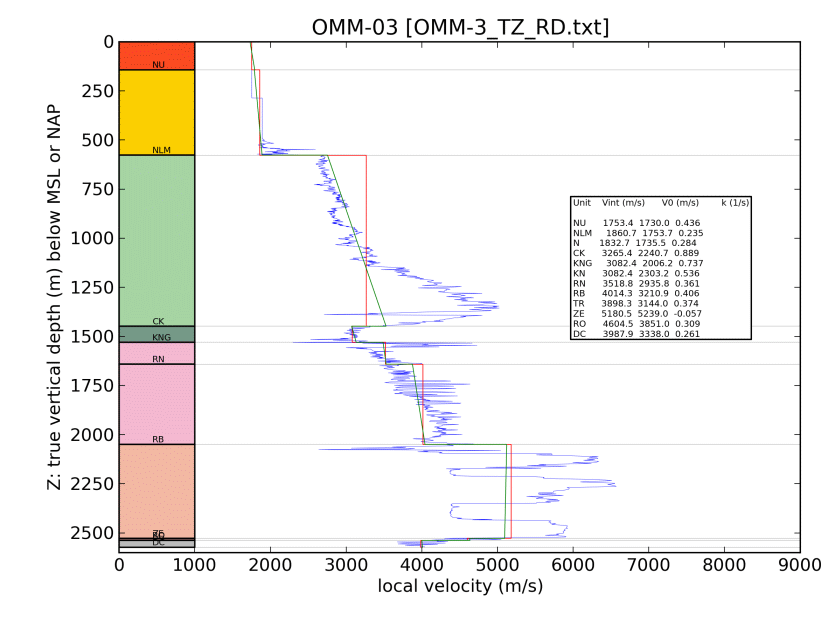 OMM-03 [OMM-3_TZ_RD.txt]
0
250
500
750
1000
1250
1500
1750
2000
2250
2500
Z: true vertical depth (m) below MSL or NAP
NU
NLM
CK
KNG
RN
RB
ZE
DC
Unit Vint (m/s) V0 (m/s) k (1/s)
NU 1753.4 1730.0 0.436
NLM 1860.7 1753.7 0.235
N 1832.7 1735.5 0.284
CK 3265.4 2240.7 0.889
KNG 3082.4 2006.2 0.737
KN 3082.4 2303.2 0.536
RN 3518.8 2935.8 0.361
RB 4014.3 3210.9 0.406
TR 3898.3 3144.0 0.374
ZE 5180.5 5239.0 -0.057
RO 4604.5 3851.0 0.309
DC 3987.9 3338.0 0.261
0 1000 2000 3000 4000 5000 6000 7000 8000 9000
local velocity (m/s)